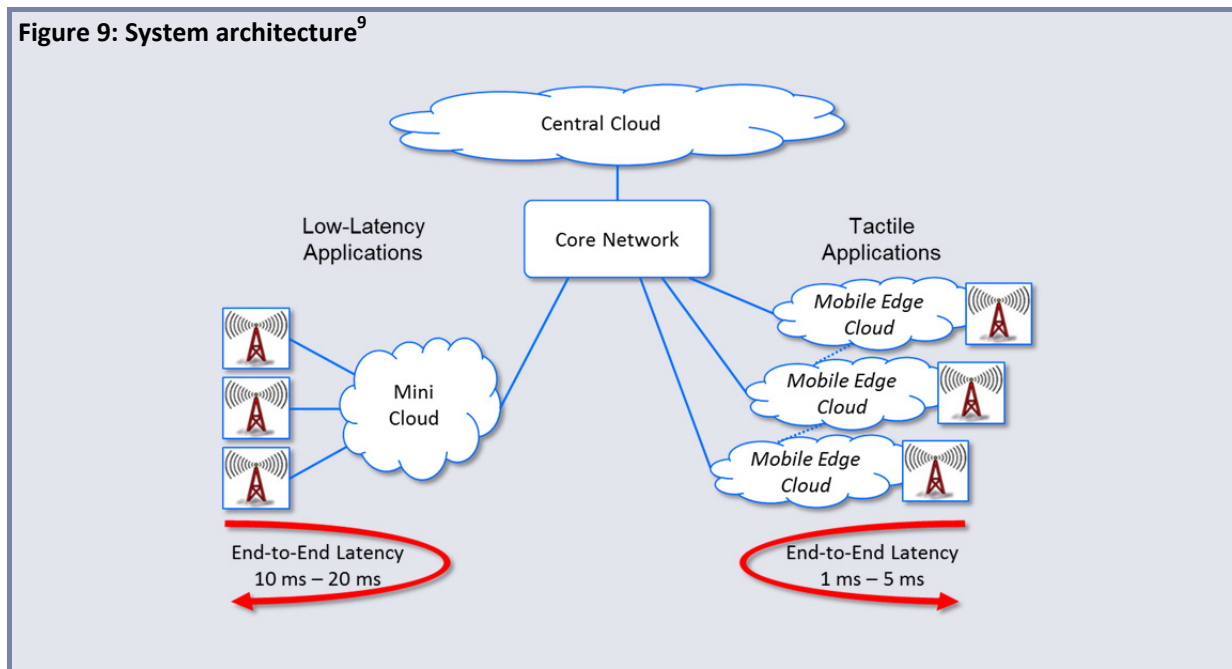 Figure 9: System architecture9
Central Cloud
Core Network
Low-Latency
Applications
Tactile
Applications
Mini
Cloud
Mobile Edge
Cloud
Mobile Edge
Cloud
Mobile Edge
Cloud
End-to-End Latency
10 ms – 20 ms
End-to-End Latency
1 ms – 5 ms